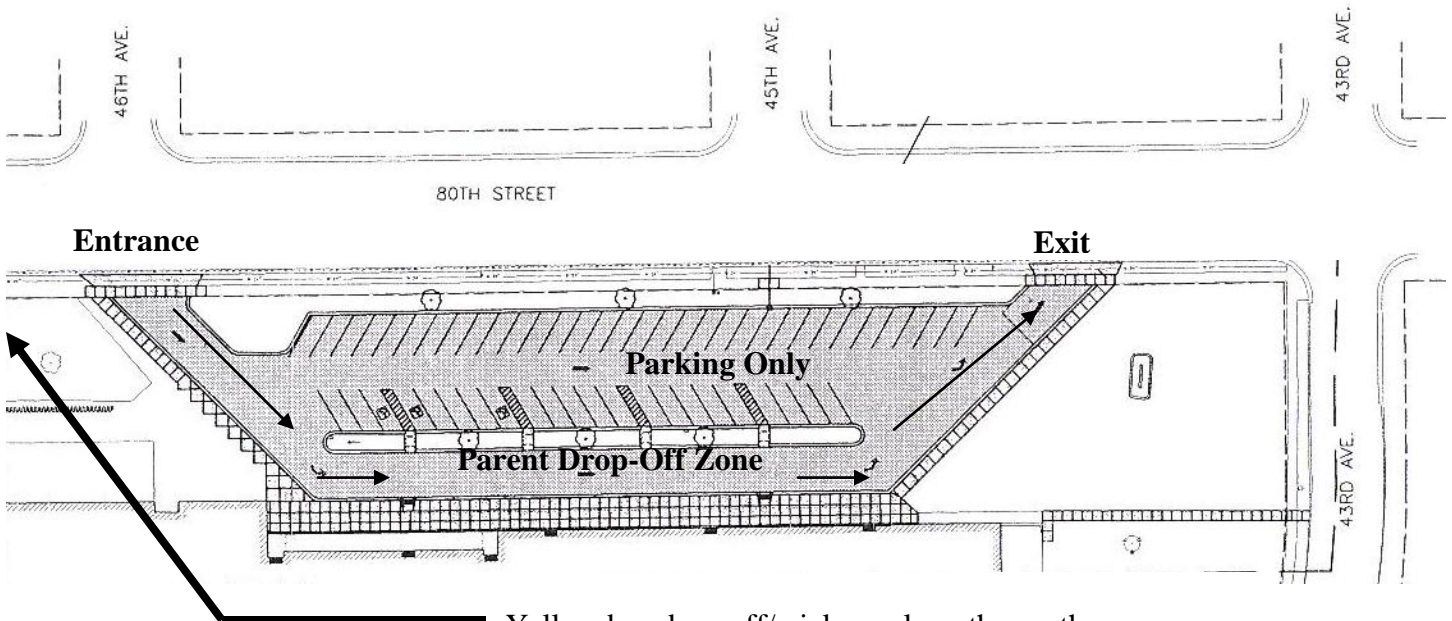 46TH AVE.
45TH AVE.
43RD AVE.
80TH STREET
Entrance
Exit
Parking Only
Parent Drop-Off Zone
43RD AVE.